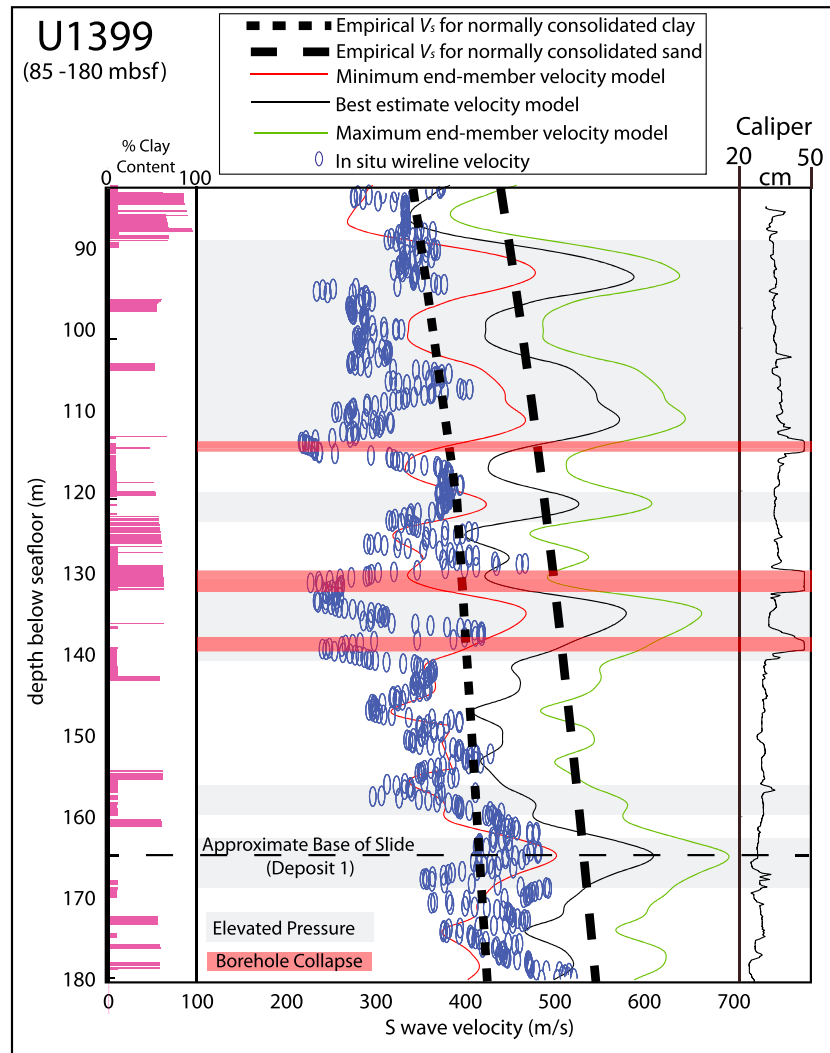 U1399
(85 -180 mbsf)
Empirical Vs for normally consolidated clay
Empirical Vs for normally consolidated sand
Minimum end-member velocity model
Best estimate velocity model
Maximum end-member velocity model
In situ wireline velocity
% Clay
Content
0 100
Caliper
20 50
cm
90
100
110
120
130
140
150
160
170
180
depth below seafloor (m)
Approximate Base of Slide
(Deposit 1)
Elevated Pressure
Borehole Collapse
0 100 200 300 400 500 600 700
S wave velocity (m/s)